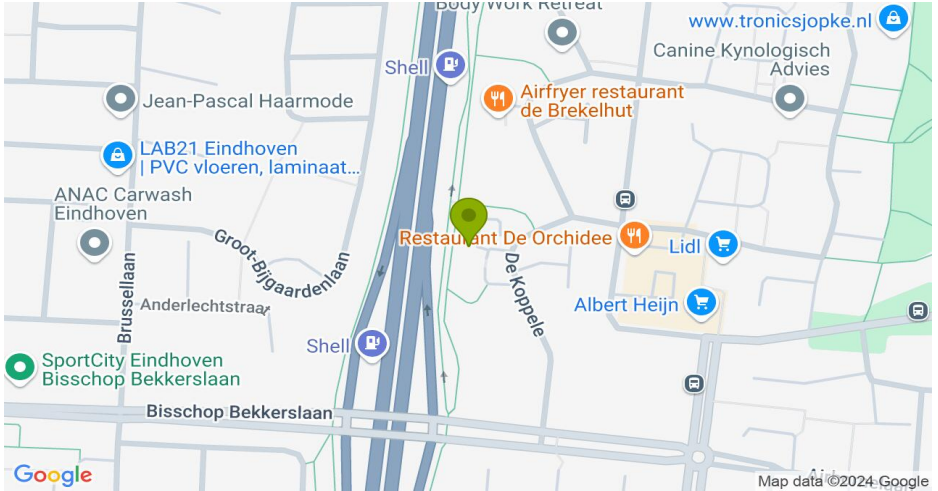 Body Work Retreat
www.tronicsjopke.nl
Shell
Canine Kynologisch
Advies
Jean-Pascal Haarmode
Airfryer restaurant
de Brekelhut
LAB21 Eindhoven
| PVC vloeren, laminaat...
ANAC Carwash
Eindhoven
Groot-Bijgaardenlaan
Restaurant De Orchidee
Lidl
De Koppele
Brussellaan
Anderlechtstraat
Albert Heijn
Shell
SportCity Eindhoven
Bisschop Bekkerslaan
Bisschop Bekkerslaan
Google
Map data ©2024 Google